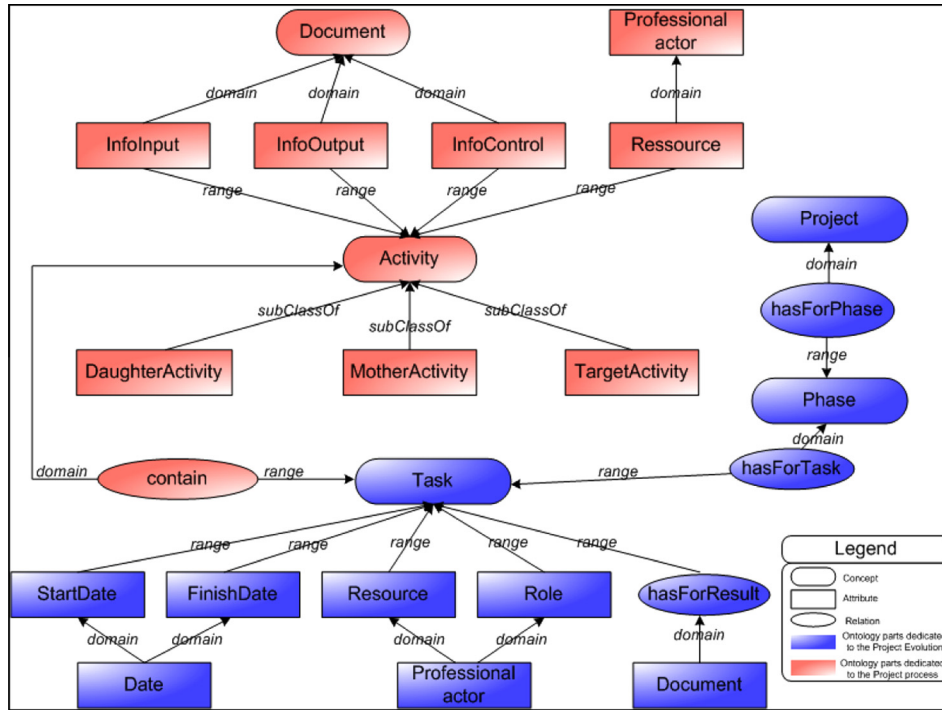 Document
Professional
actor
domain
domain
domain
domain
InfoInput
InfoOutput
InfoControl
Ressource
range
range
range
range
Project
Activity
domain
hasForPhase
subClassOf
subClassOf
subClassOf
range
DaughterActivity
MotherActivity
TargetActivity
Phase
domain
hasForTask
domain
contain
range
Task
range
range
range
range
range
range
Legend
Concept
StartDate
FinishDate
Resource
Role
hasForResult
Attribute
Relation
domain
domain
domain
domain
domain
Ontology parts dedicated
to the Project Evolution
Date
Professional
actor
Document
Ontology parts dedicated
to the Project process